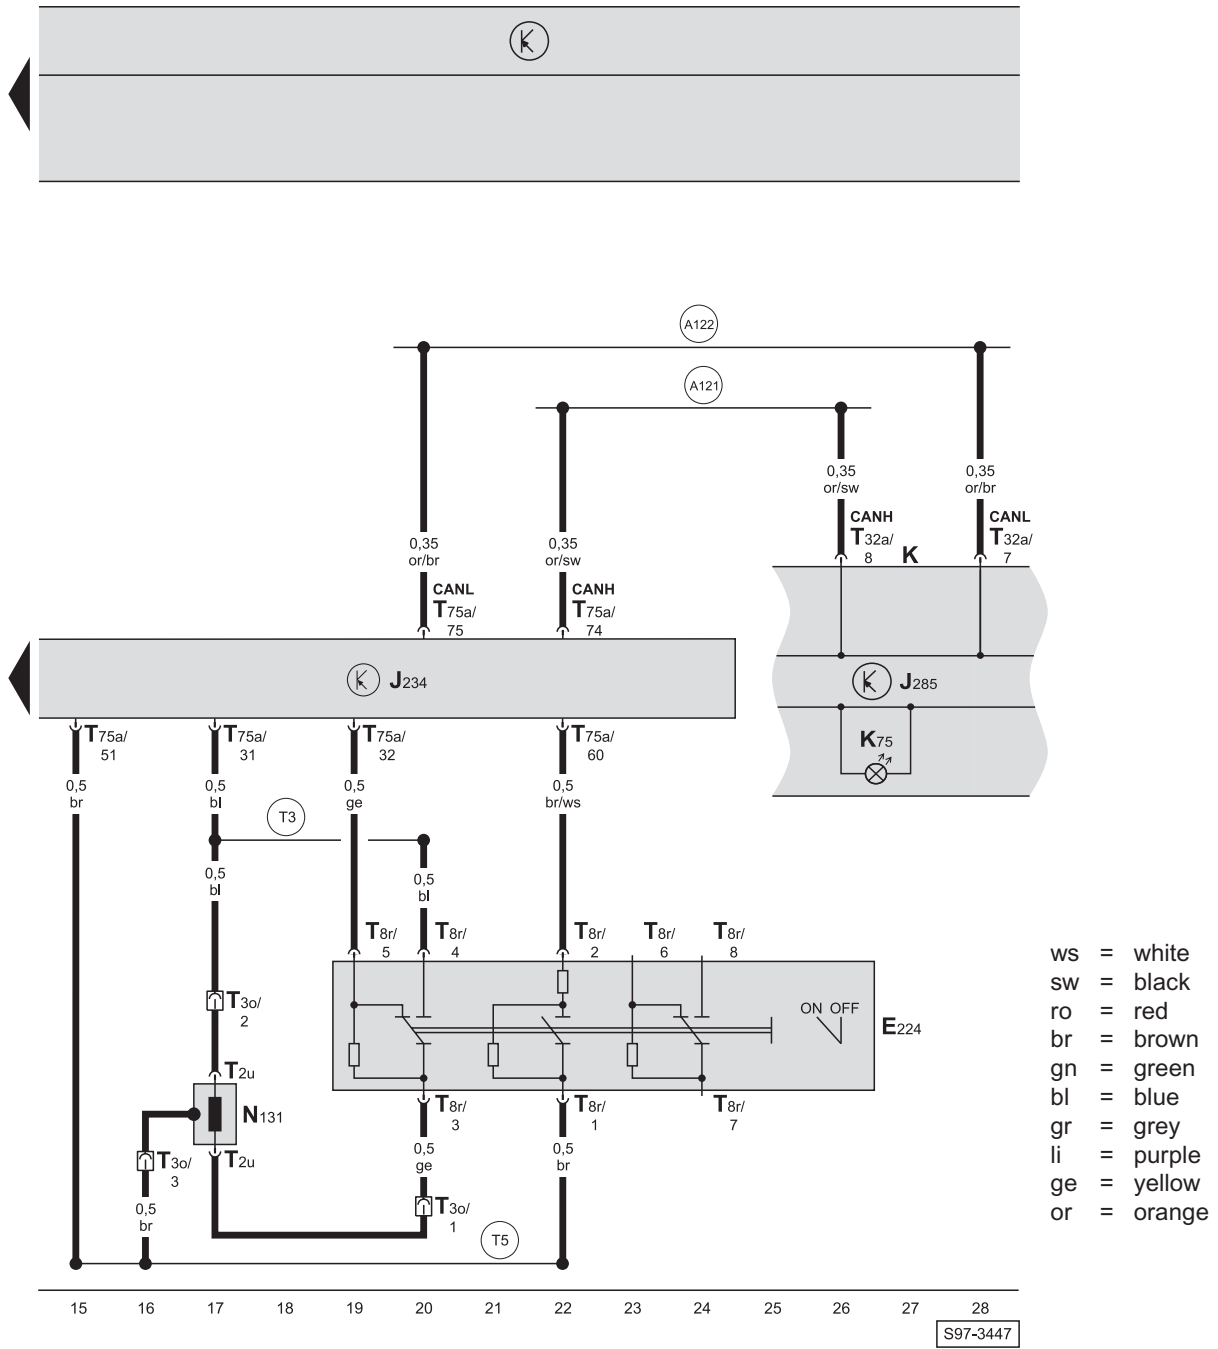 A122
A121
0,35
or/sw
0,35
or/br
CANH
T32a/
8
K
CANL
T32a/
7
0,35
or/br
0,35
or/sw
CANL
T75a/
75
CANH
T75a/
74
J234
J285
K75
T75a/
51
T75a/
31
T75a/
32
T75a/
60
0,5
br
0,5
bl
0,5
ge
0,5
br/ws
T3
0,5
bl
0,5
bl
T8r/
5
T8r/
4
T8r/
2
T8r/
6
T8r/
8
ws = white
sw = black
ro = red
br = brown
gn = green
bl = blue
gr = grey
li = purple
ge = yellow
or = orange
T3o/
2
ON OFF
E224
T2u
N131
T2u
T8r/
3
T8r/
1
T8r/
7
T3o/
3
0,5
ge
0,5
br
0,5
br
T3o/
1
T5
15 16 17 18 19 20 21 22 23 24 25 26 27 28
S97-3447